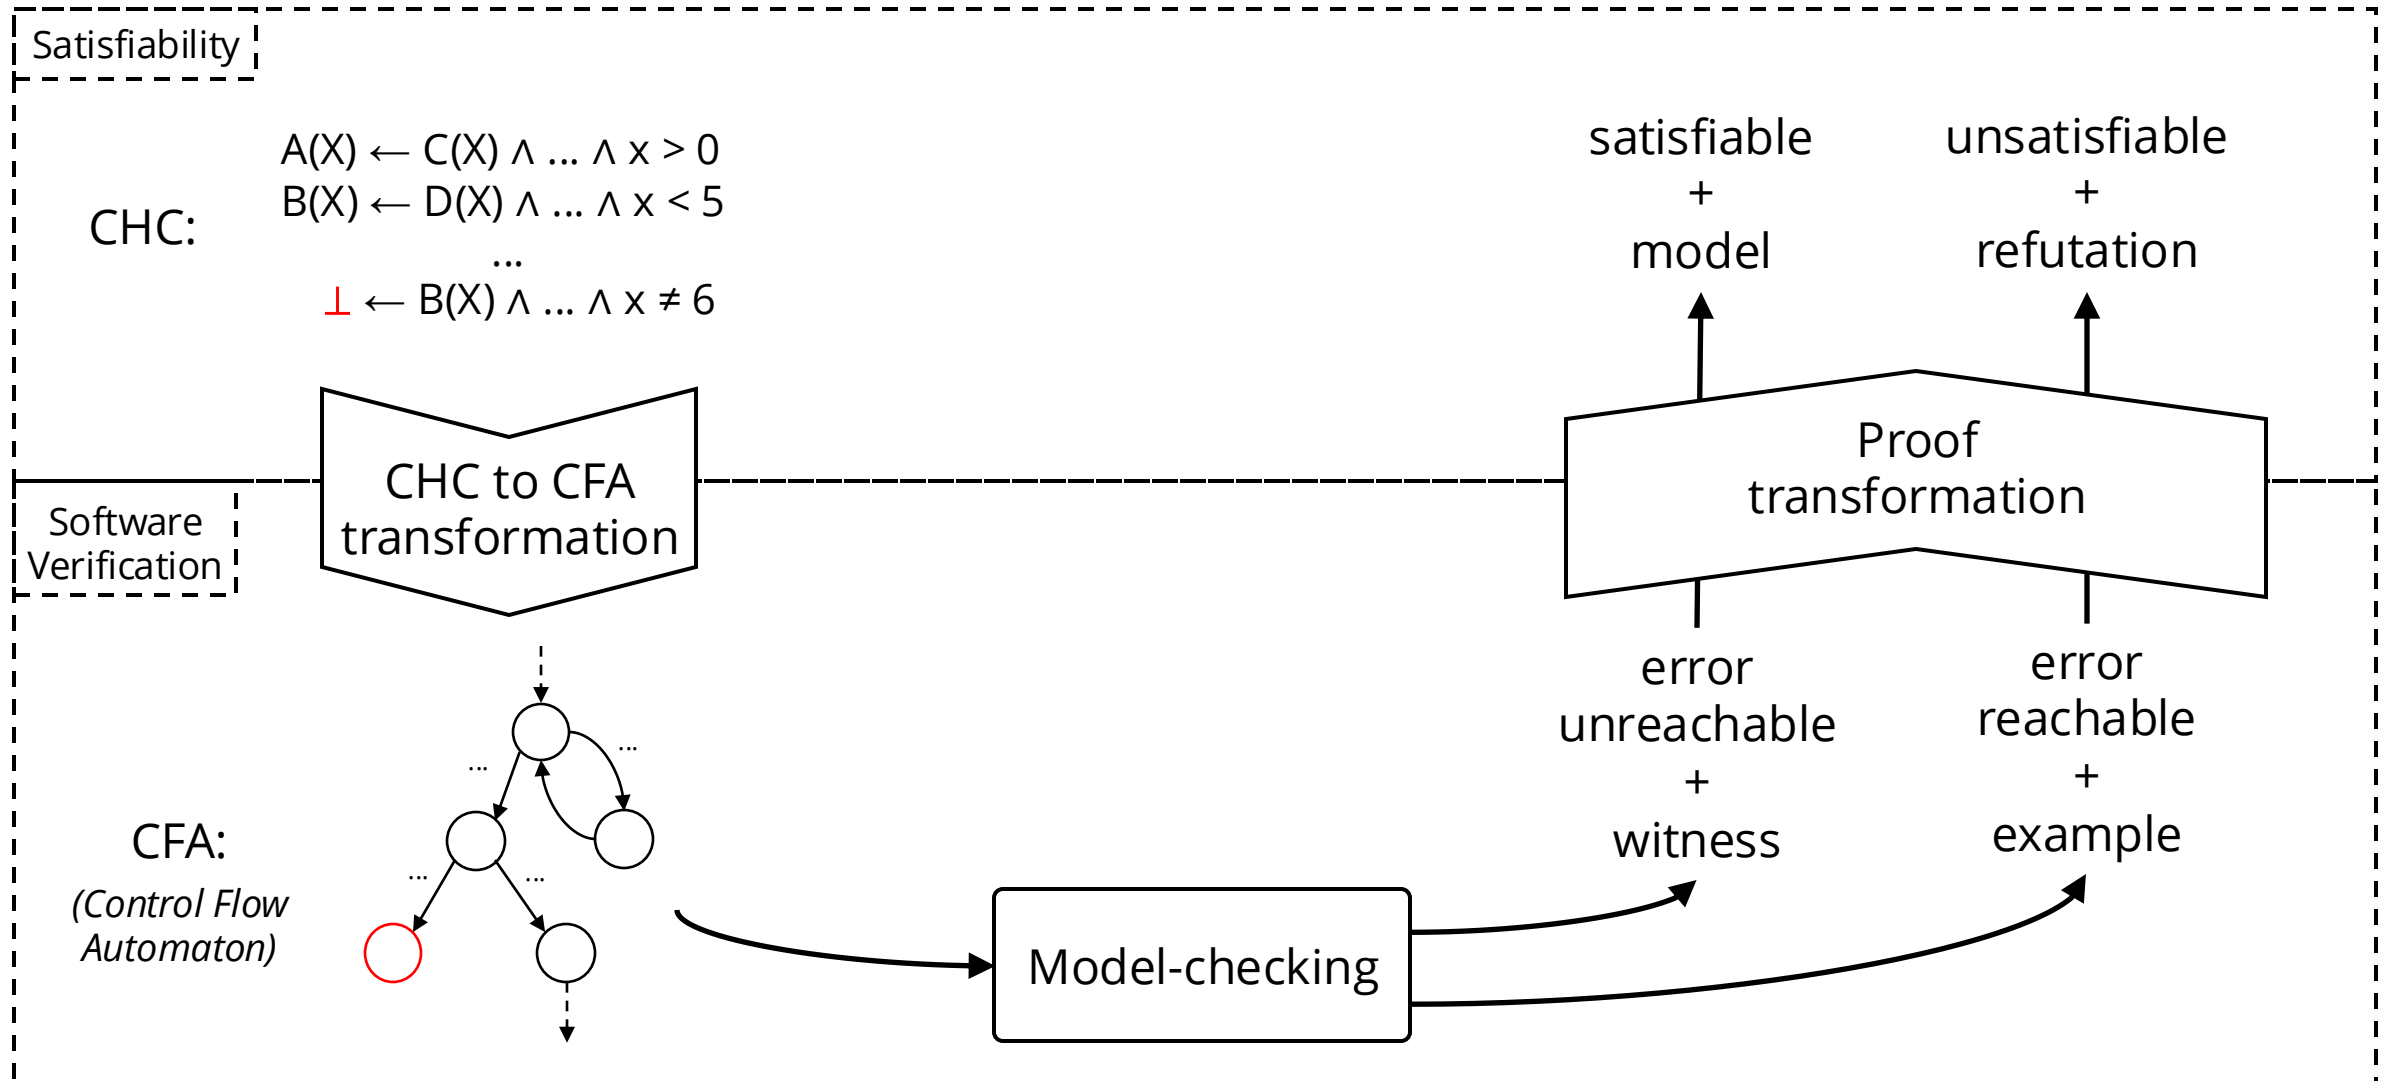 Satisfiability
CHC:
A(X) ← C(X) ∧ ... ∧ x > 0
B(X) ← D(X) ∧ ... ∧ x < 5
...
⊥ ← B(X) ∧ ... ∧ x ≠ 6
satisfiable
+
model
unsatisfiable
+
refutation
CHC to CFA
transformation
Proof
transformation
Software
Verification
error
unreachable
+
witness
error
reachable
+
example
CFA:
(Control Flow
Automaton)
...
...
...
...
Model-checking